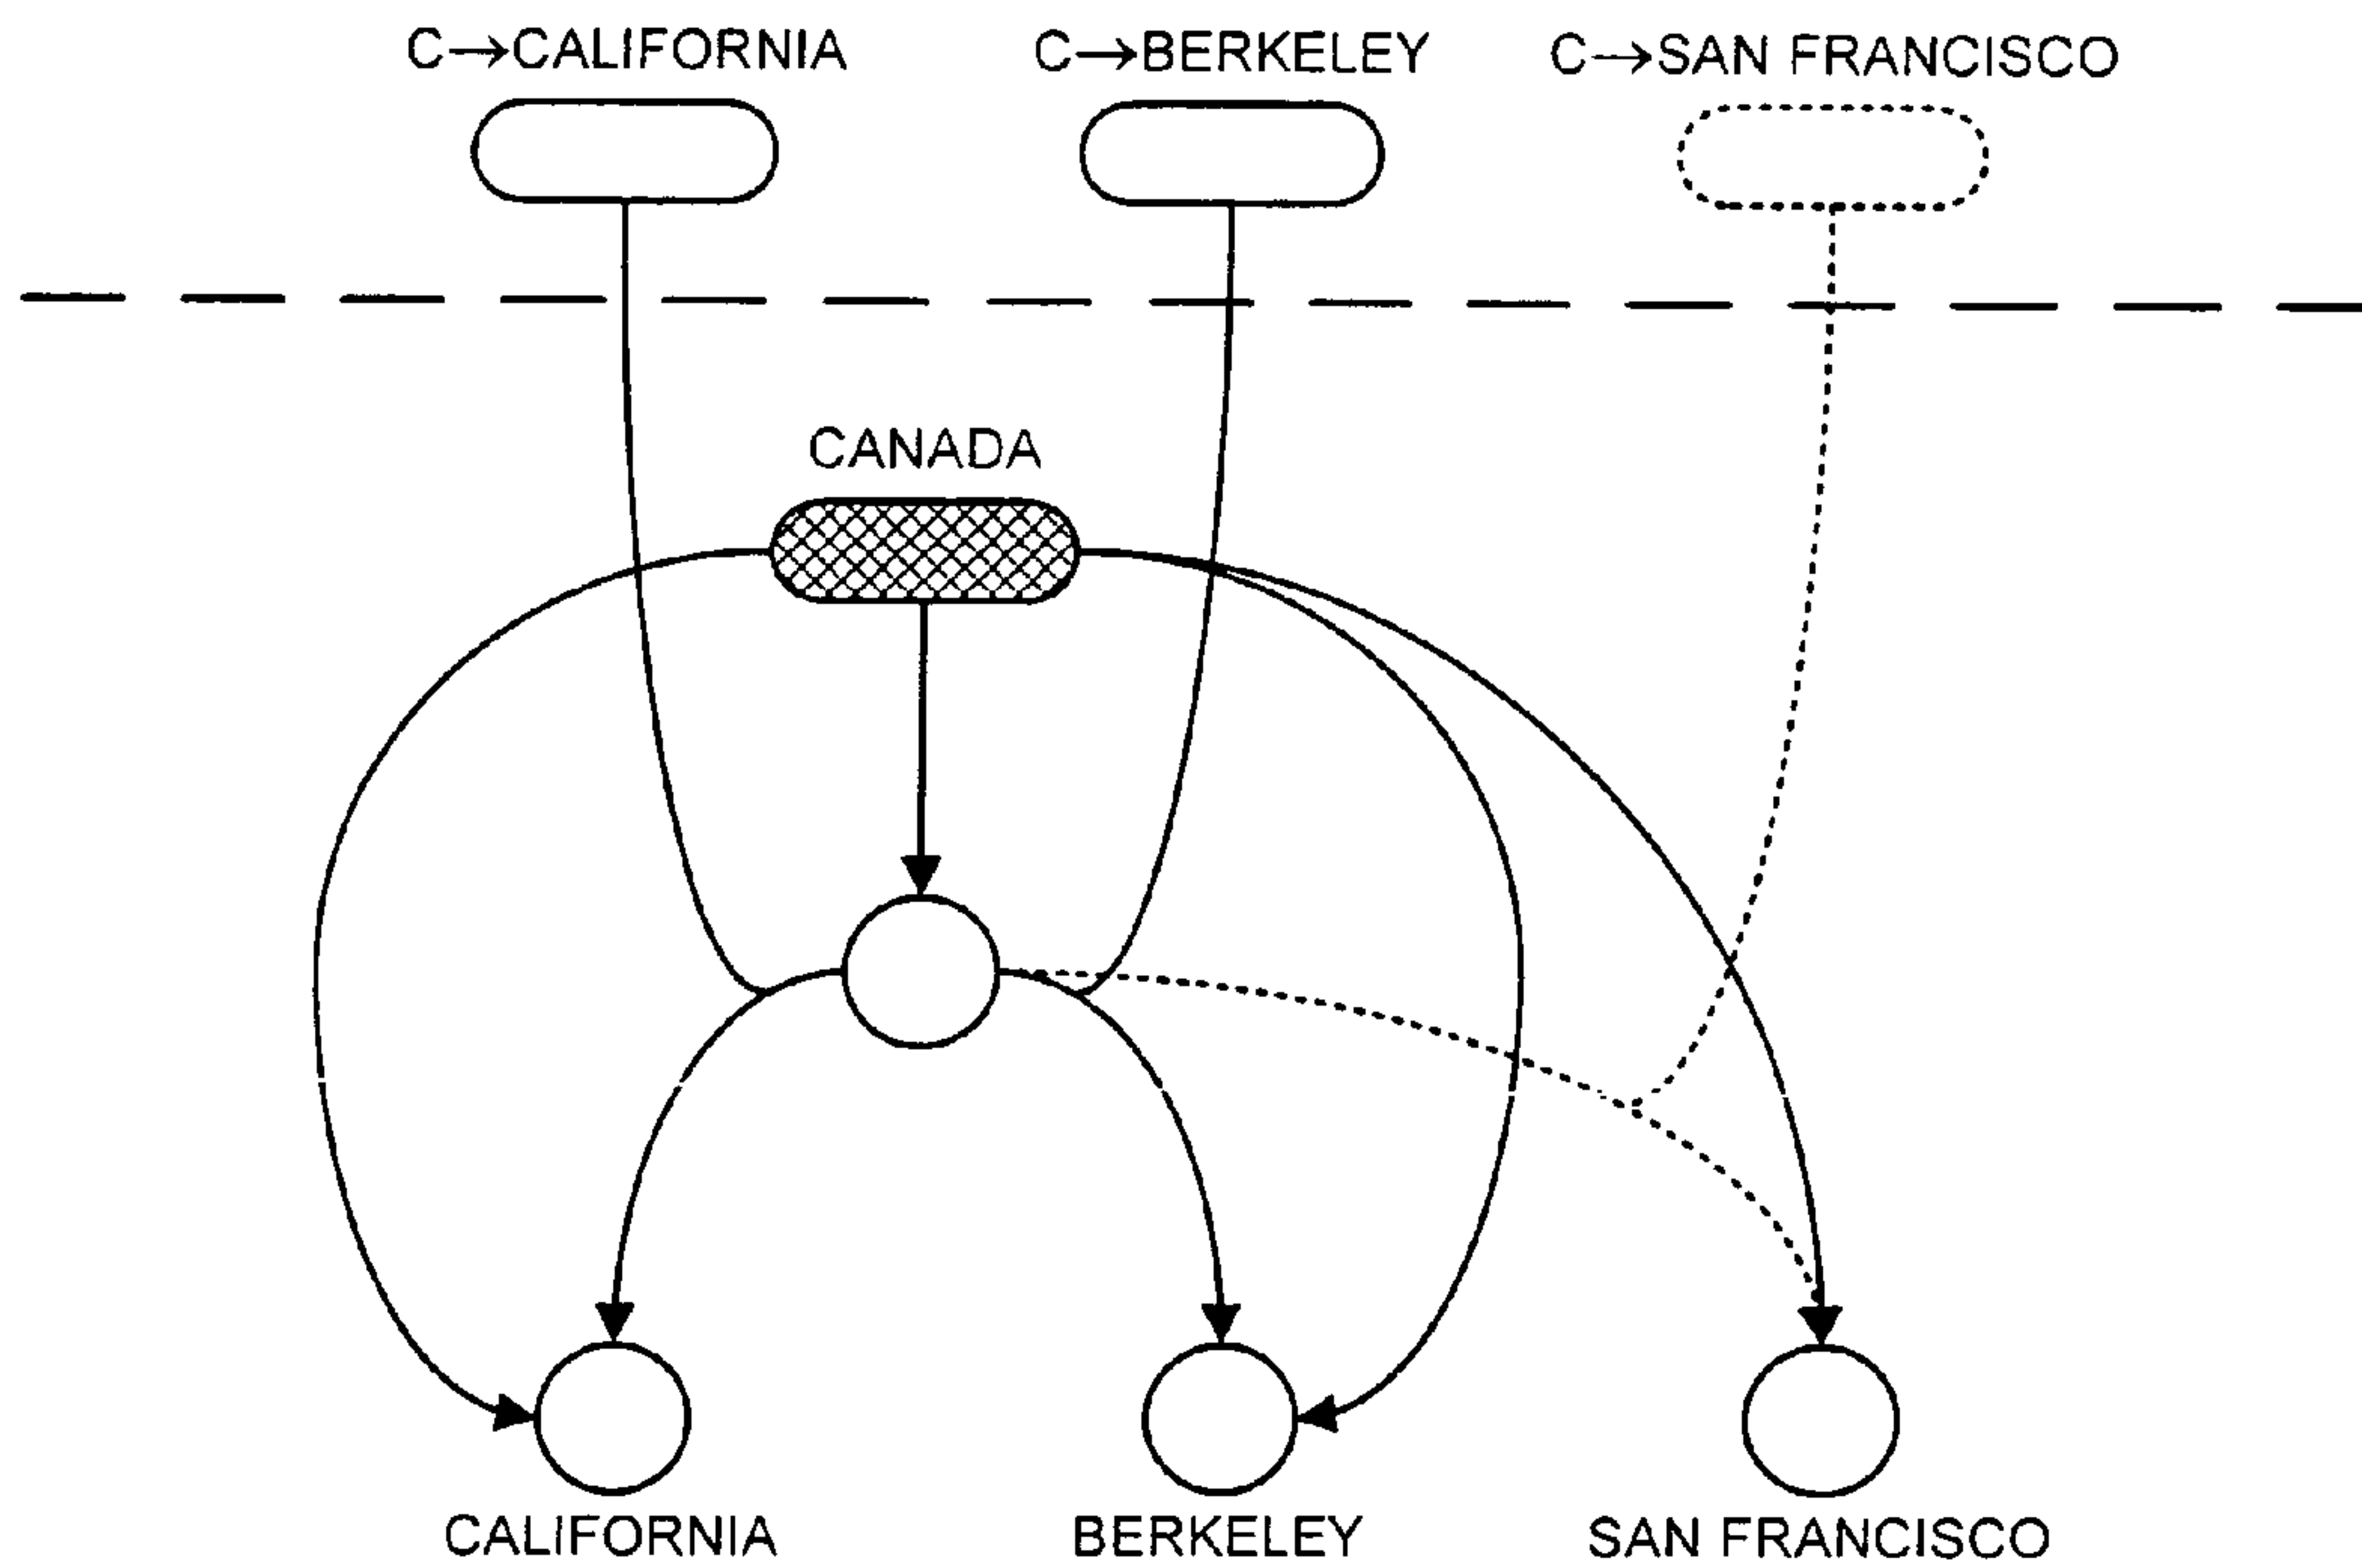 C→CALIFORNIA
C→BERKELEY
C→SAN FRANCISCO
CANADA
CALIFORNIA
BERKELEY
SAN FRANCISCO